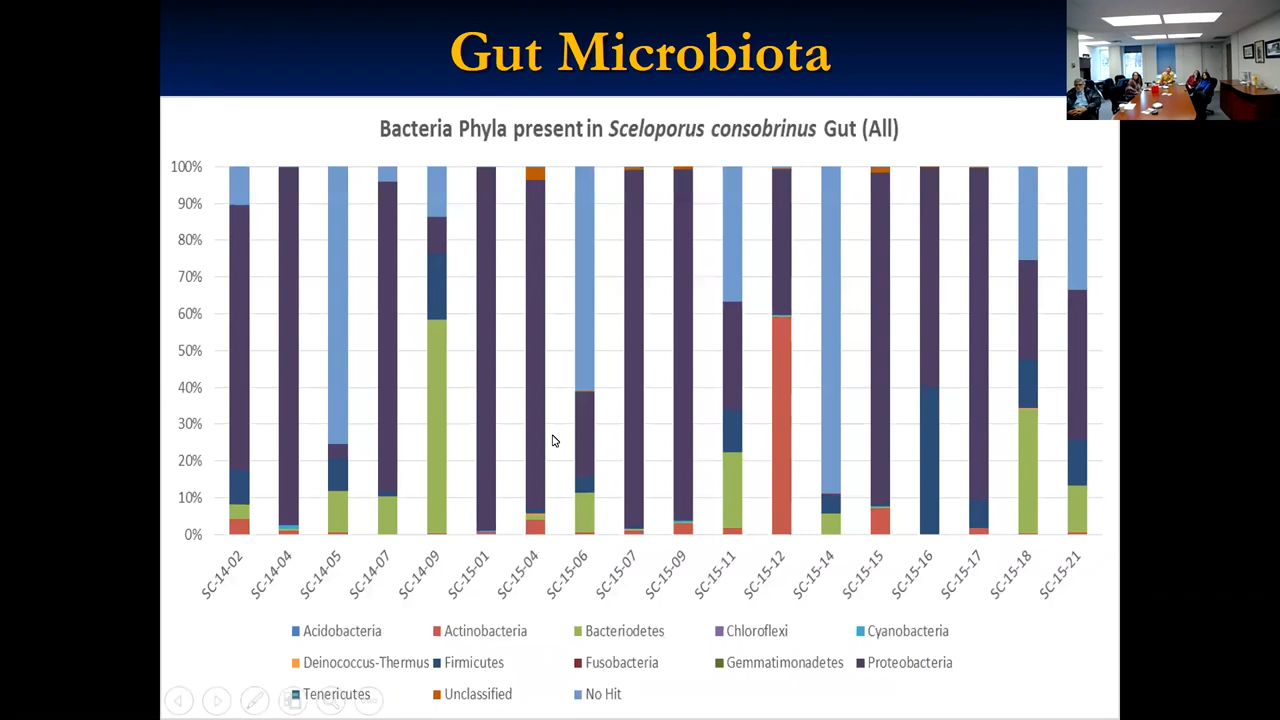 Gut Microbiota
Bacteria Phyla present in Sceloporus consobrinus Gut (All)
100%
90%
80%
70%
60%
50%
40%
30%
20%
10%
0%
SC-14-02 SC-14-04 SC-14-05 SC-14-07 SC-14-09 SC-15-01 SC-15-04 SC-15-06 SC-15-07 SC-15-09 SC-15-11 SC-15-12 SC-15-14 SC-15-15 SC-15-16 SC-15-17 SC-15-18 SC-15-21
Acidobacteria Actinobacteria Bacteriodetes Chloroflexi Cyanobacteria
Deinococcus-Thermus Firmicutes Fusobacteria Gemmatimonadetes Proteobacteria
Tenericutes Unclassified No Hit